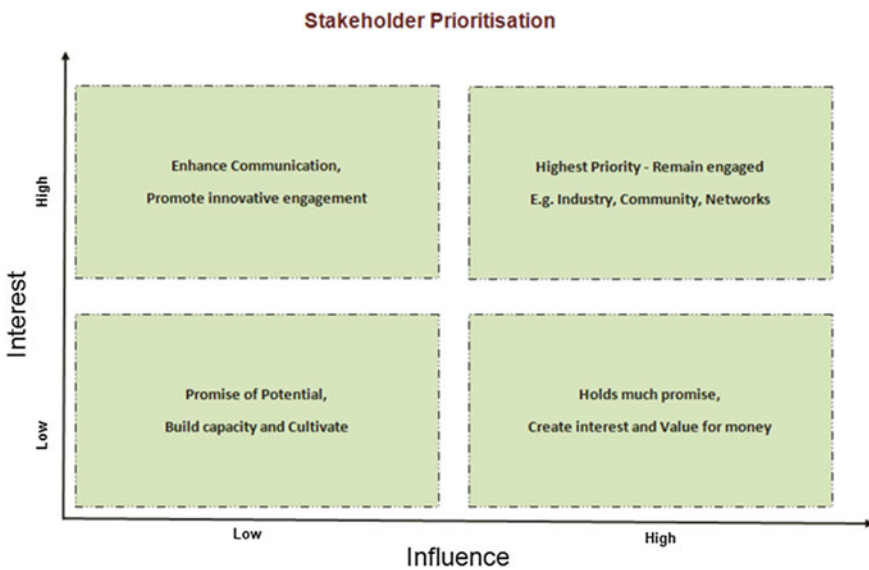 Stakeholder Prioritisation
High
Enhance Communication,
Promote innovative engagement
Highest Priority - Remain engaged
E.g. Industry, Community, Networks
Interest
Low
Promise of Potential,
Build capacity and Cultivate
Holds much promise,
Create interest and Value for money
Low
High
Influence